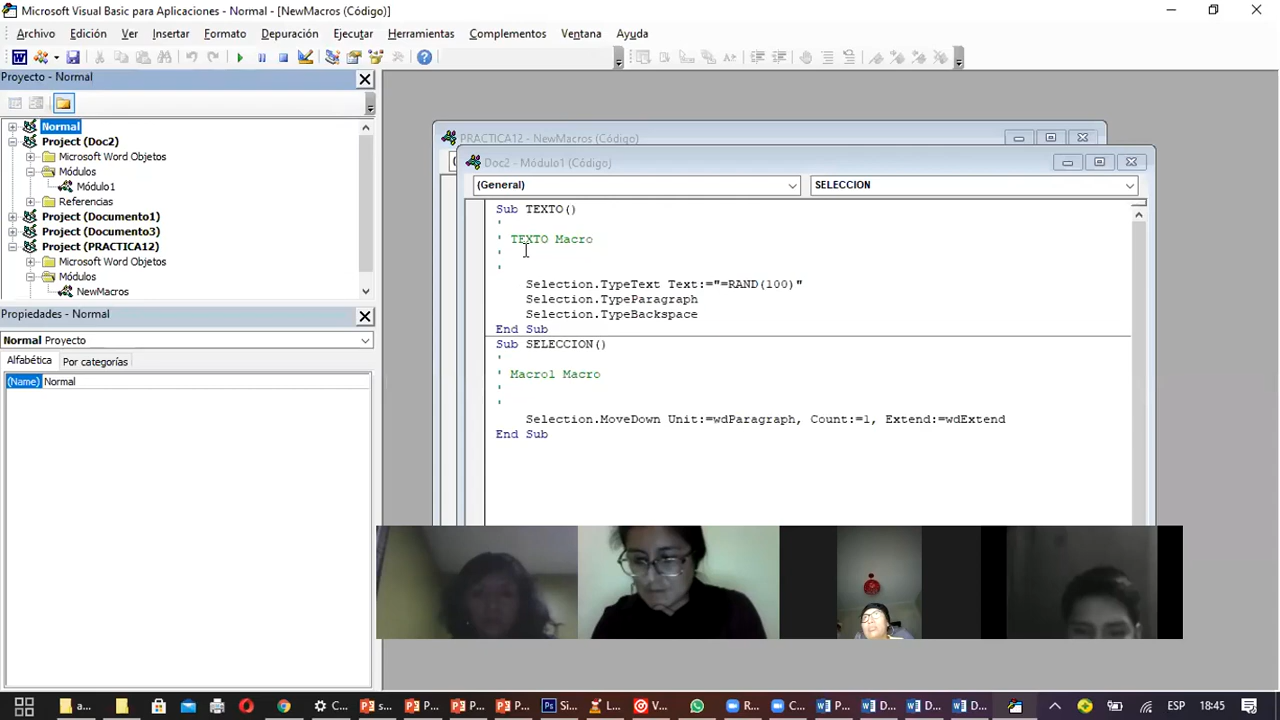 Microsoft Visual Basic para Aplicaciones - Normal - [NewMacros (Código)]
Archivo Edición Ver Insertar Formato Depuración Ejecutar Herramientas Complementos Ventana Ayuda
Proyecto - Normal
Normal
Project (Doc2)
Microsoft Word Objetos
Módulos
Módulo1
Referencias
Project (Documento1)
Project (Documento3)
Project (PRACTICA12)
Microsoft Word Objetos
Módulos
NewMacros
Propiedades - Normal
Normal Proyecto
Alfabética Por categorías
(Name) Normal
PRACTICA12 - NewMacros (Código)
Doc2 - Módulo1 (Código)
(General) SELECCION
Sub TEXTO()
'
' TEXTO Macro
'
'
Selection.TypeText Text:="=RAND(100)"
Selection.TypeParagraph
Selection.TypeBackspace
End Sub
Sub SELECCION()
'
' Macro1 Macro
'
'
Selection.MoveDown Unit:=wdParagraph, Count:=1, Extend:=wdExtend
End Sub
a... s... P... P... P... Si... L... V... R... C... P... D... D... D... ESP 18:45